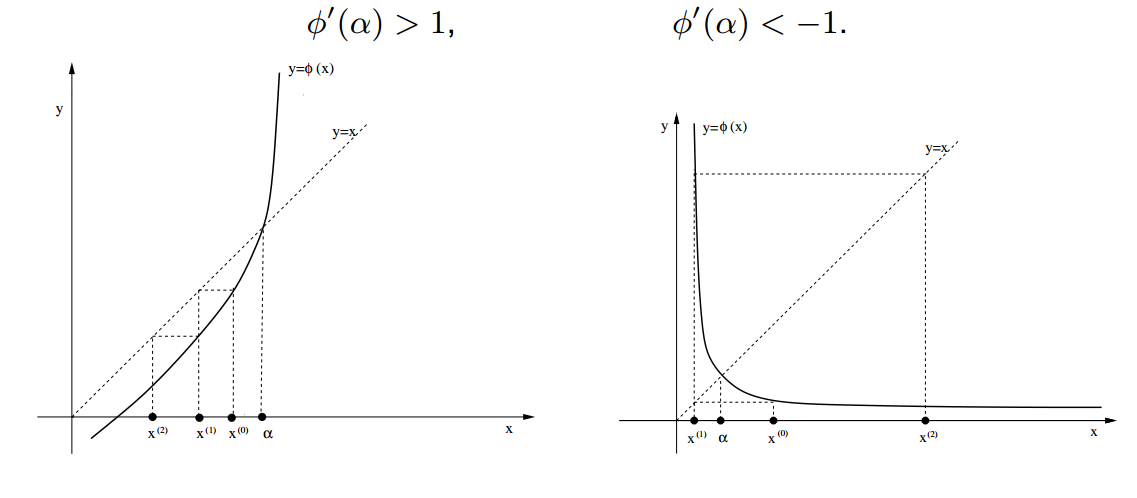 ϕ′(α) > 1,
ϕ′(α) < −1.
y=ϕ (x)
y
y=x
x⁽²⁾ x⁽¹⁾ x⁽⁰⁾ α
x
y
y=ϕ (x)
y=x
x⁽¹⁾ α x⁽⁰⁾ x⁽²⁾
x